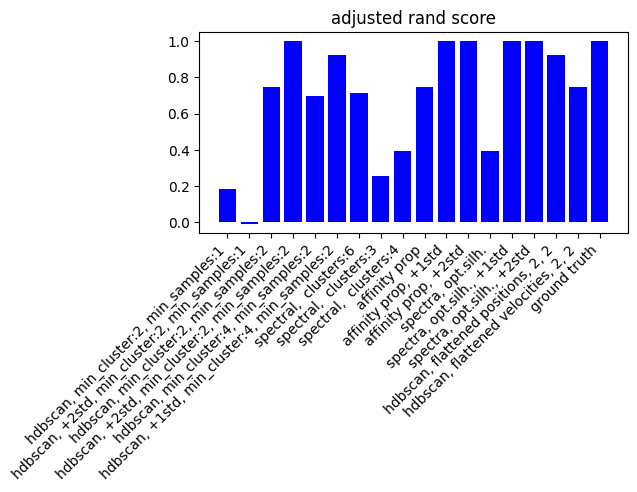 adjusted rand score
1.0
0.8
0.6
0.4
0.2
0.0
hdbscan, min_cluster:2, min_samples:1
hdbscan, +2std, min_cluster:2, min_samples:1
hdbscan, min_cluster:2, min_samples:2
hdbscan, +2std, min_cluster:2, min_samples:2
hdbscan, min_cluster:4, min_samples:2
hdbscan, +1std, min_cluster:4, min_samples:2
spectral, clusters:6
spectral, clusters:3
spectral, clusters:4
affinity prop
affinity prop, +1std
affinity prop, +2std
spectra, opt.silh.
spectra, opt.silh., +1std
spectra, opt.silh., +2std
hdbscan, flattened positions, 2, 2
hdbscan, flattened velocities, 2, 2
ground truth